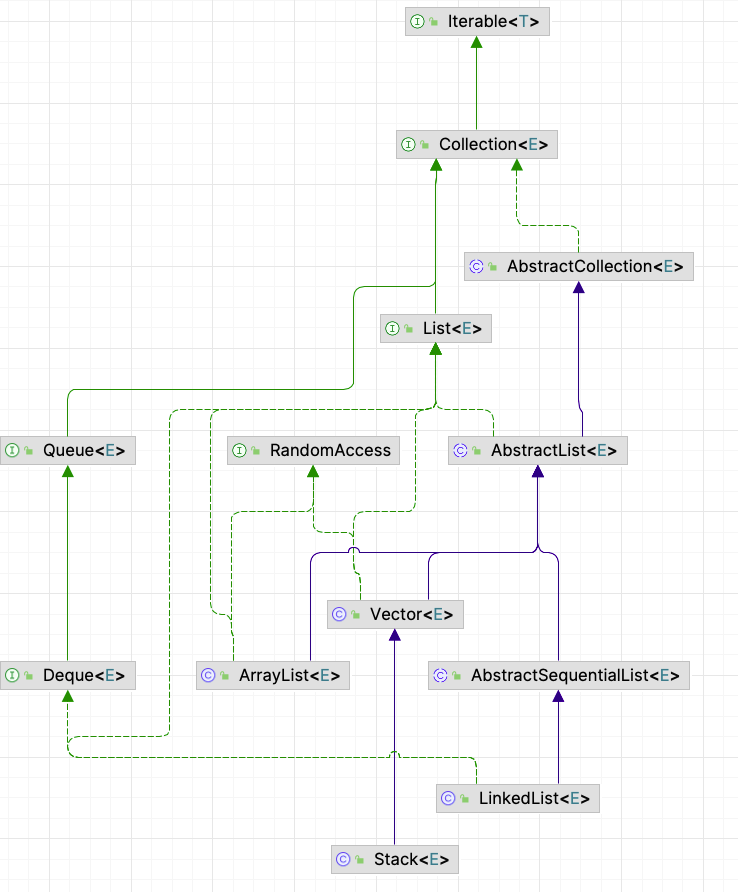 Iterable<T>
Collection<E>
AbstractCollection<E>
List<E>
Queue<E>
RandomAccess
AbstractList<E>
Vector<E>
Deque<E>
ArrayList<E>
AbstractSequentialList<E>
LinkedList<E>
Stack<E>